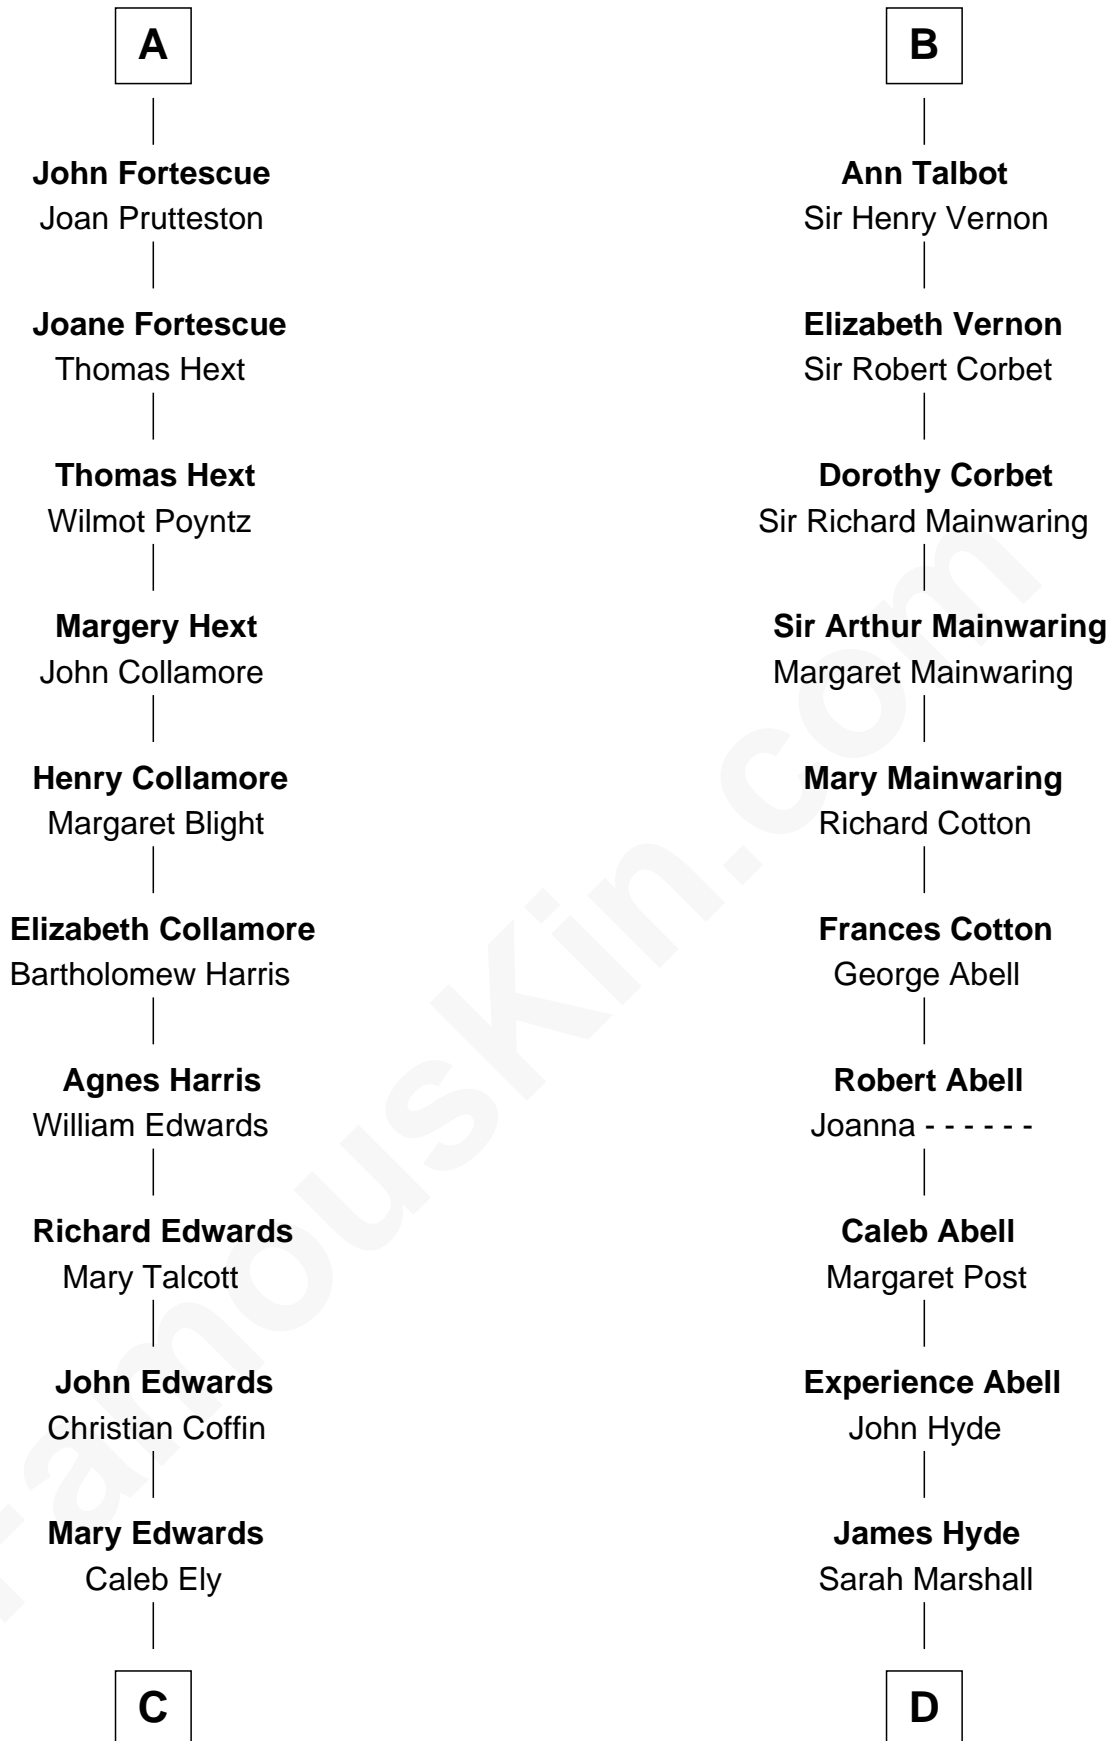 A
John Fortescue
Joan Prutteston
Joane Fortescue
Thomas Hext
Thomas Hext
Wilmot Poyntz
Margery Hext
John Collamore
Henry Collamore
Margaret Blight
Elizabeth Collamore
Bartholomew Harris
Agnes Harris
William Edwards
Richard Edwards
Mary Talcott
John Edwards
Christian Coffin
Mary Edwards
Caleb Ely
C
B
Ann Talbot
Sir Henry Vernon
Elizabeth Vernon
Sir Robert Corbet
Dorothy Corbet
Sir Richard Mainwaring
Sir Arthur Mainwaring
Margaret Mainwaring
Mary Mainwaring
Richard Cotton
Frances Cotton
George Abell
Robert Abell
Joanna - - - - - -
Caleb Abell
Margaret Post
Experience Abell
John Hyde
James Hyde
Sarah Marshall
D
FamousKin.com